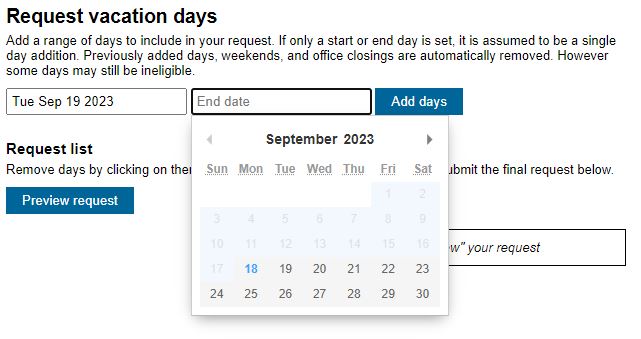 Request vacation days
Add a range of days to include in your request. If only a start or end day is set, it is assumed to be a single
day addition. Previously added days, weekends, and office closings are automatically removed. However
some days may still be ineligible.
Tue Sep 19 2023 End date Add days
September 2023
Request list
Remove days by clicking on ubmit the final request below.
Sun Mon Tue Wed Thu Fri Sat
1 2
Preview request
3 4 5 6 7 8 9
10 11 12 13 14 15 16
w" your request
17 18 19 20 21 22 23
24 25 26 27 28 29 30